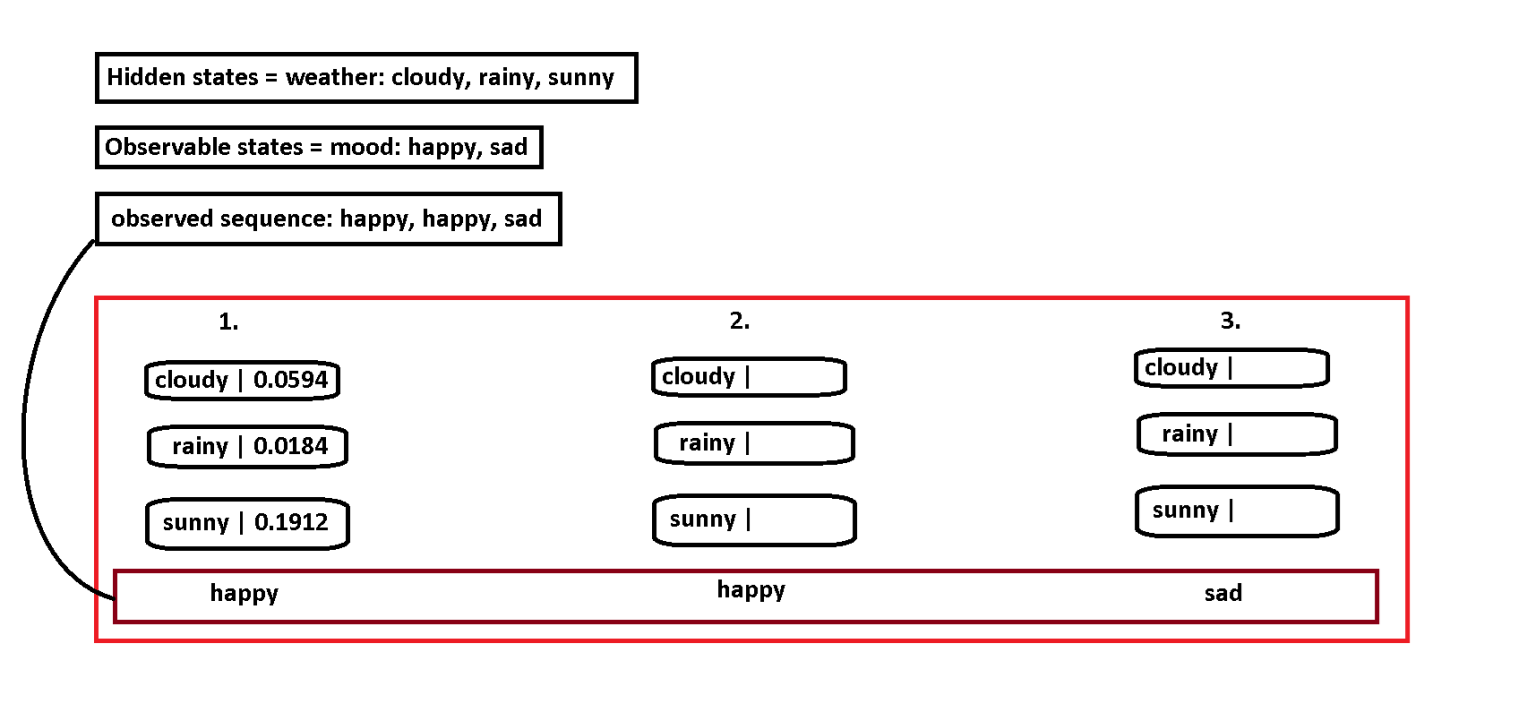 Hidden states = weather: cloudy, rainy, sunny
Observable states = mood: happy, sad
observed sequence: happy, happy, sad
1.
2.
3.
cloudy | 0.0594
cloudy |
cloudy |
rainy | 0.0184
rainy |
rainy |
sunny | 0.1912
sunny |
sunny |
happy
happy
sad